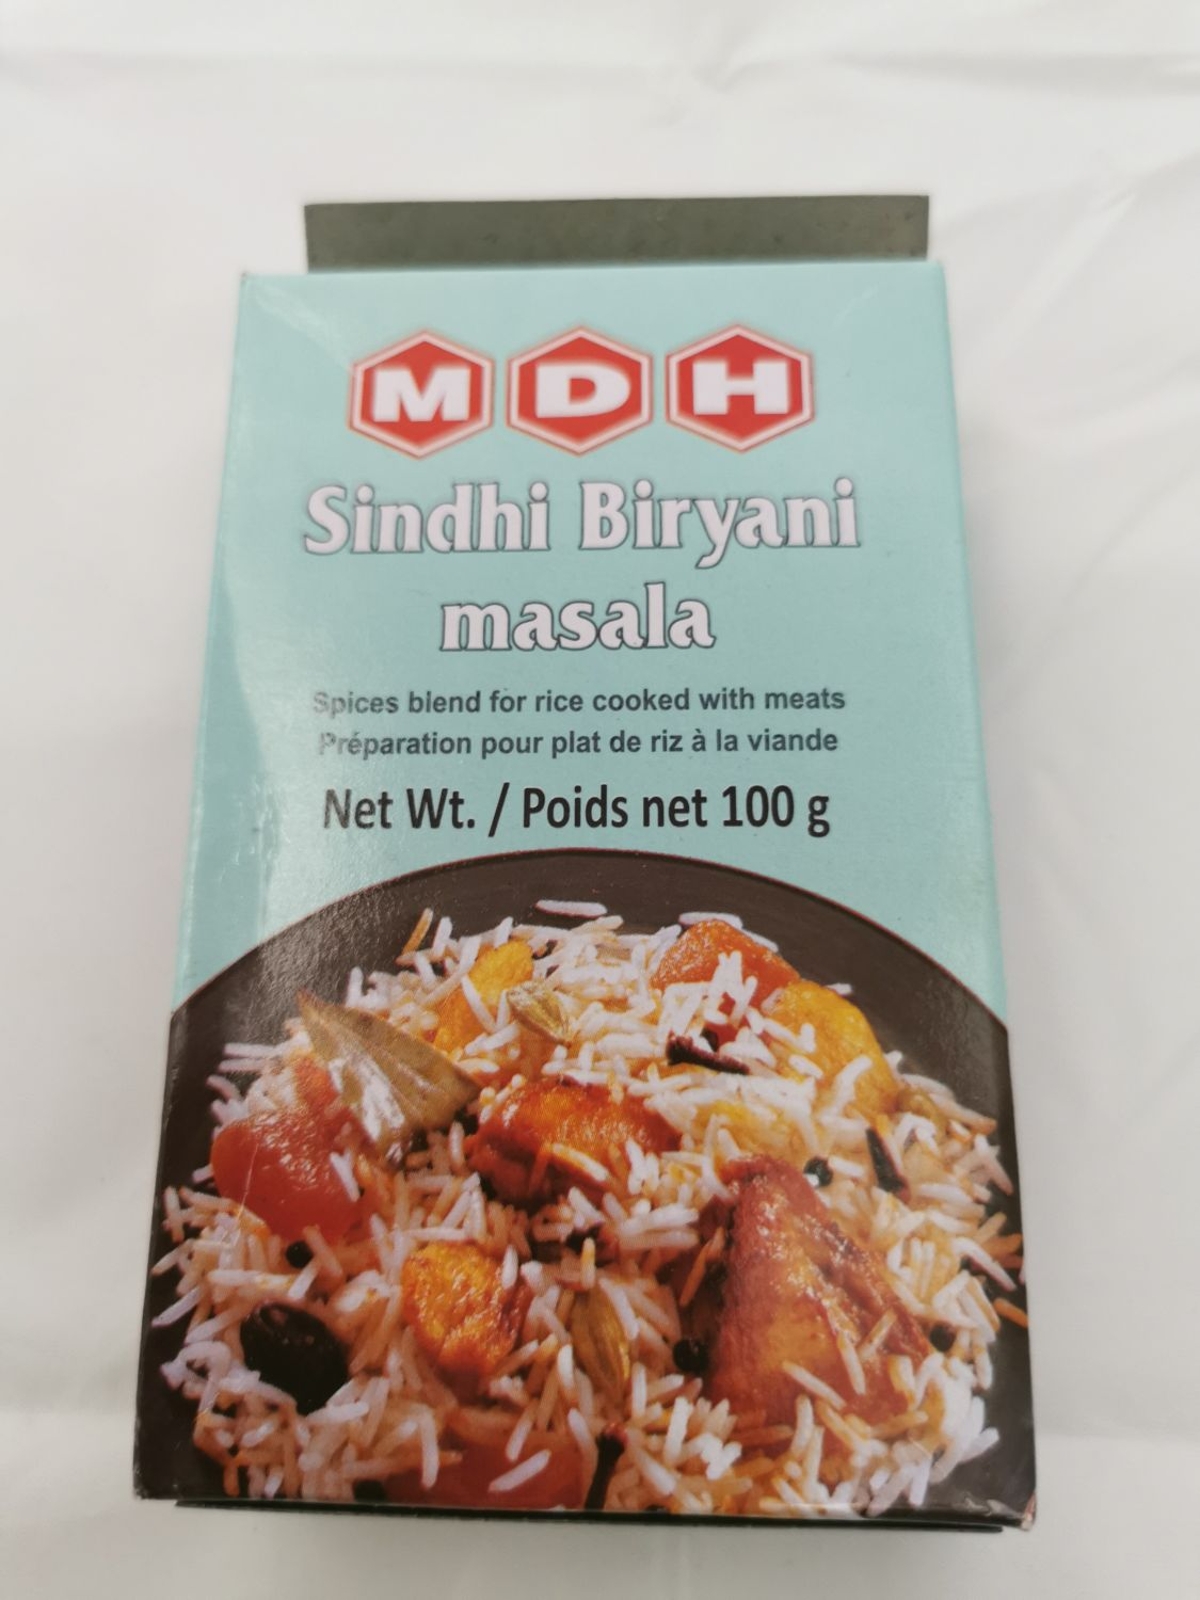 MDH
Sindhi Biryani
masala
Spices blend for rice cooked with meats
Préparation pour plat de riz à la viande
Net Wt. / Poids net 100 g